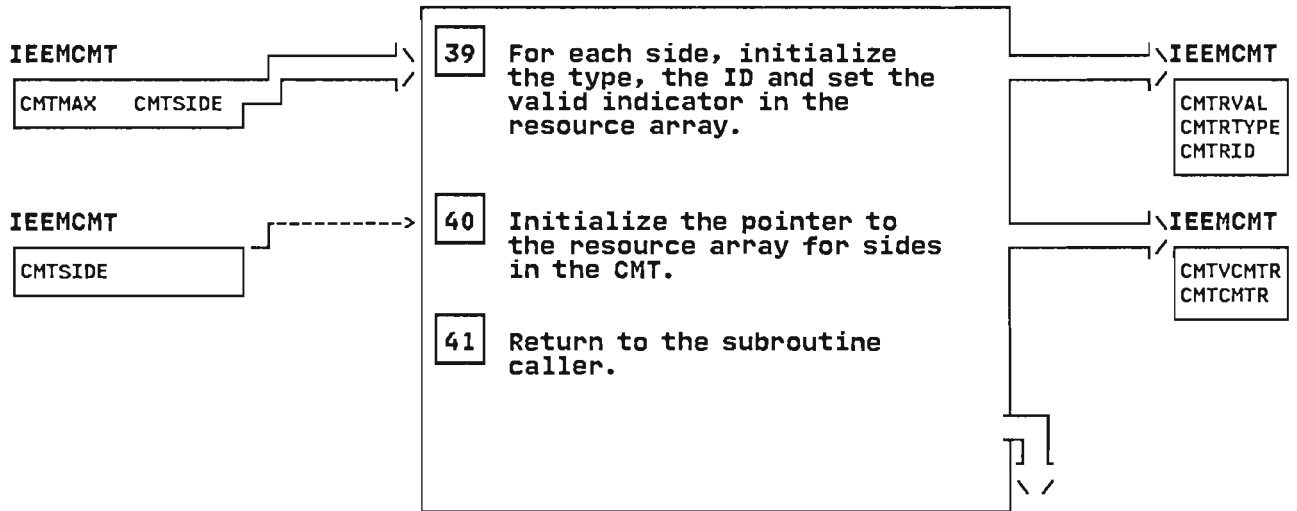 IEEMCMT
CMTMAX CMTSIDE
39 For each side, initialize
the type, the ID and set the
valid indicator in the
resource array.
IEEMCMT
CMTRVAL
CMTRTYPE
CMTRID
IEEMCMT
CMTSIDE
40 Initialize the pointer to
the resource array for sides
in the CMT.
IEEMCMT
CMTVCMTR
CMTCMTR
41 Return to the subroutine
caller.